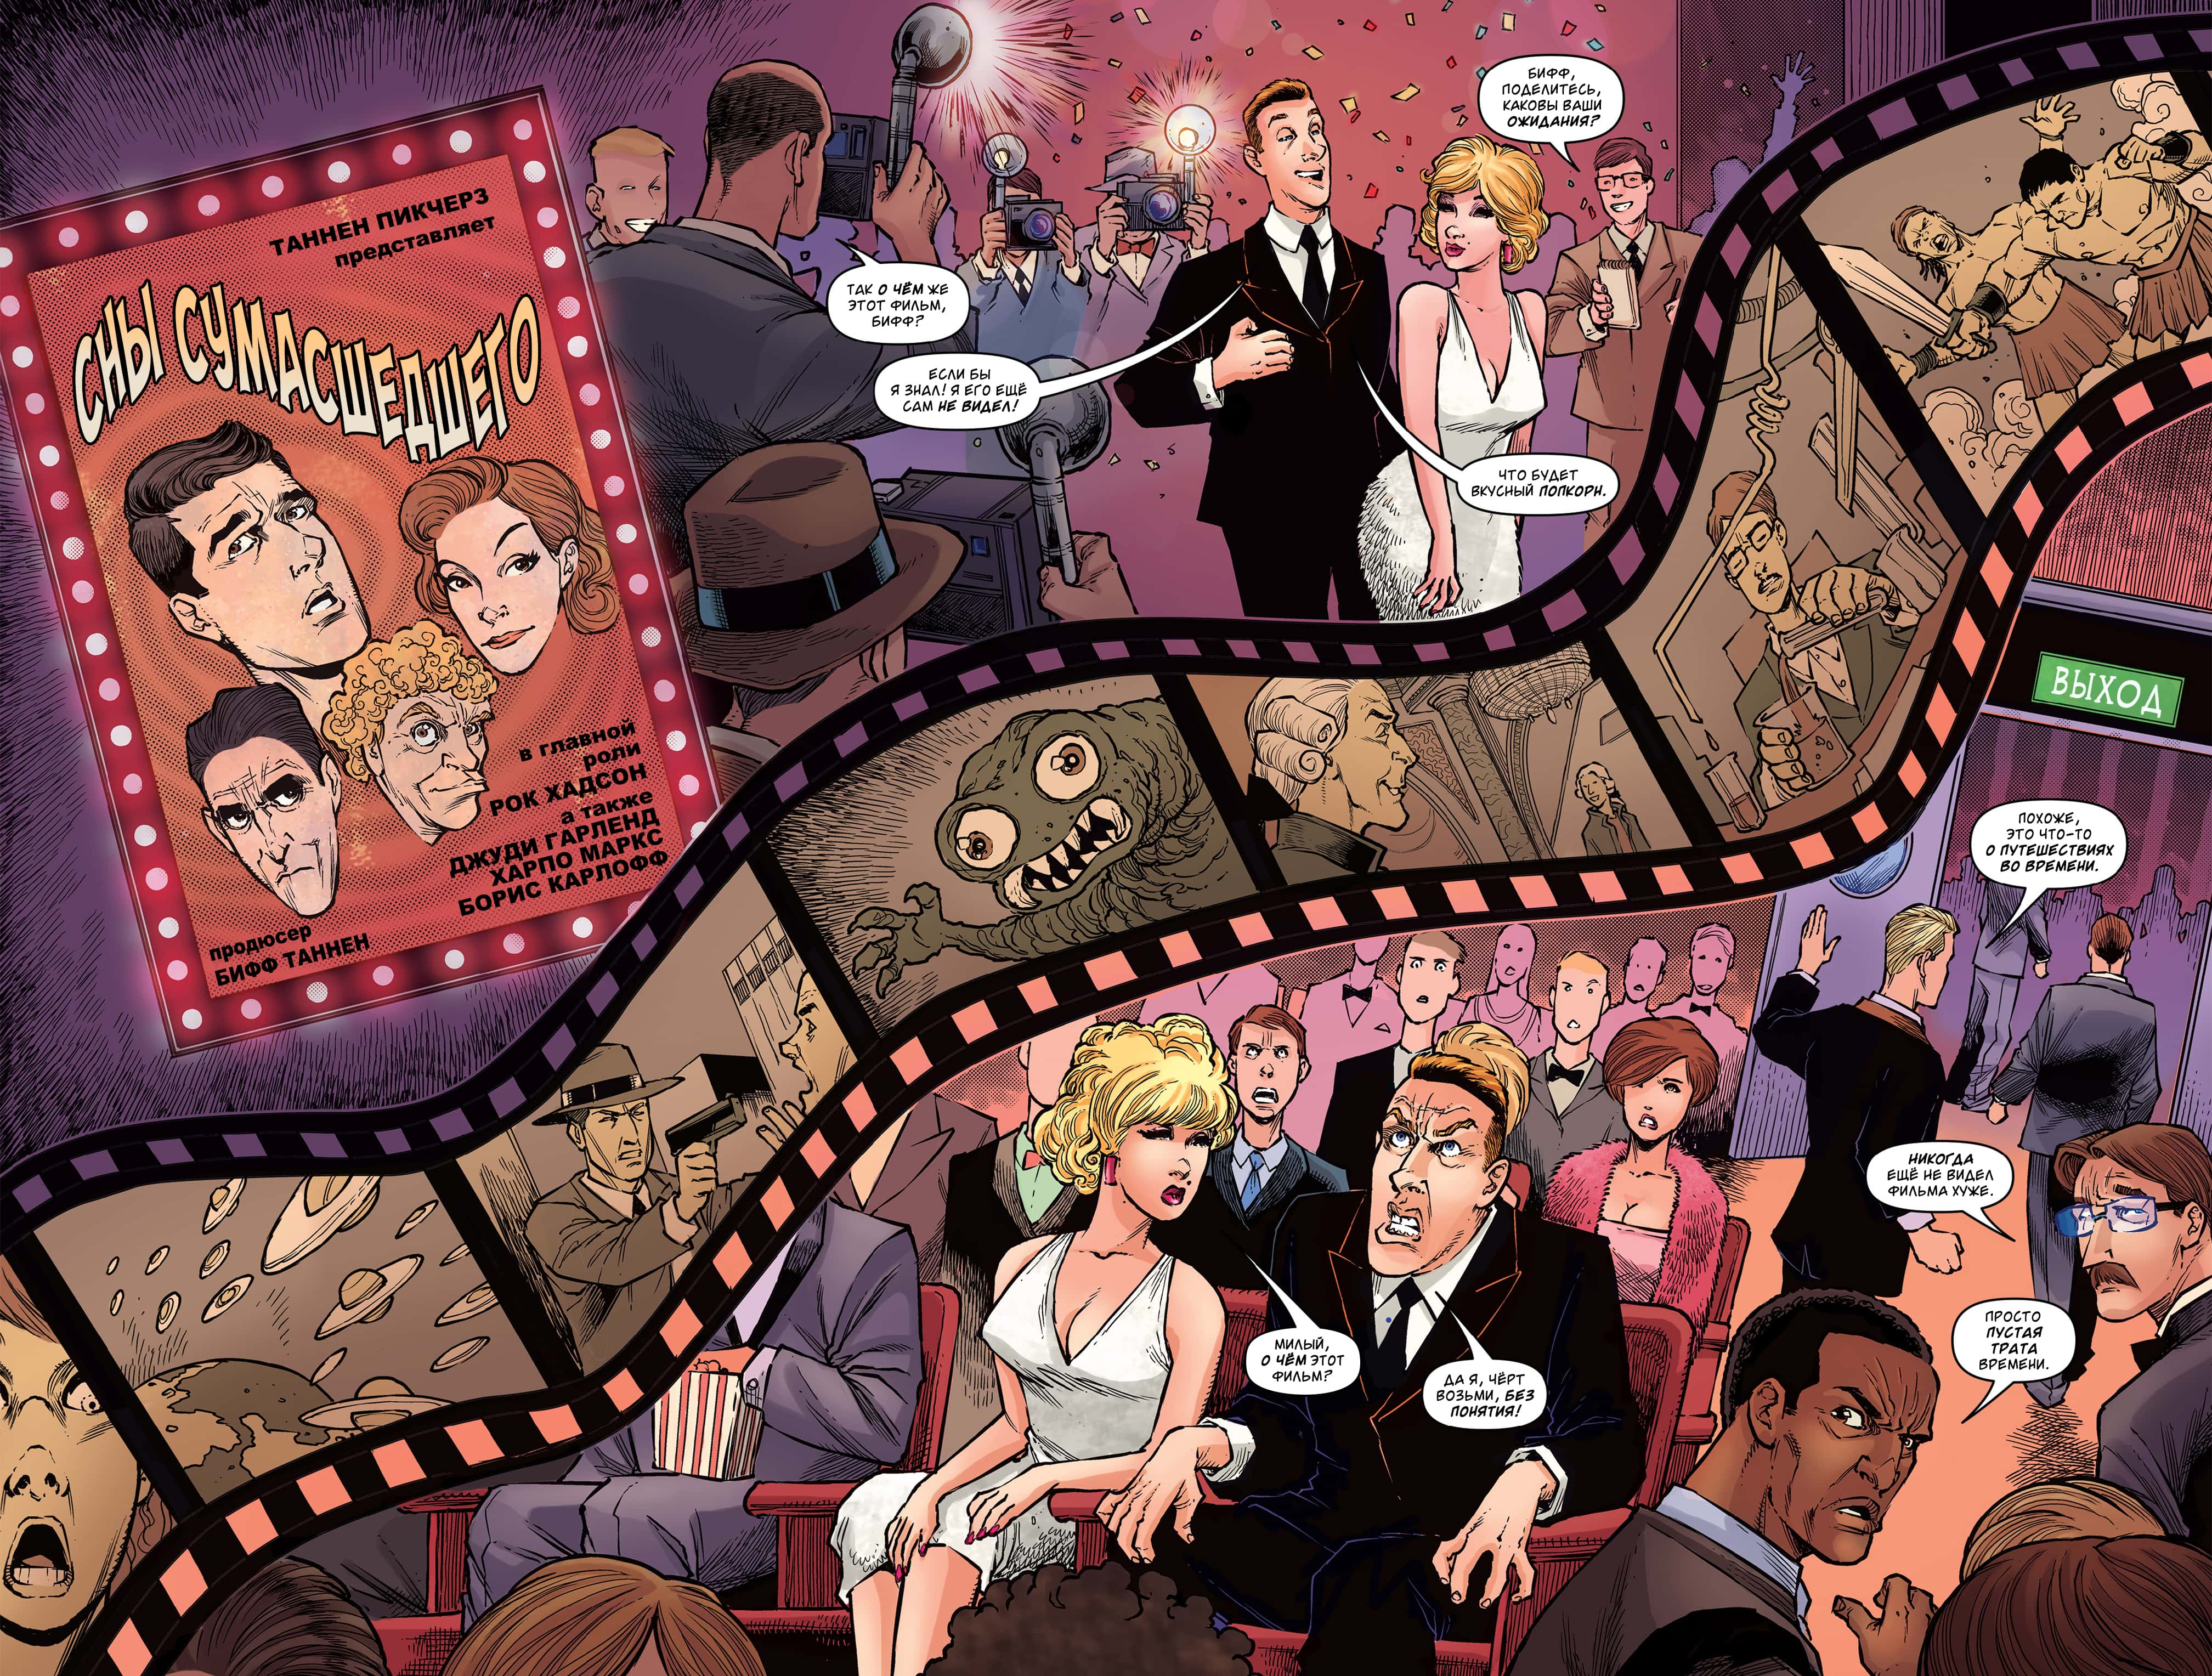 ТАННЕН ПИКЧЕРЗ
представляет
СНЫ СУМАСШЕДШЕГО
в главной
роли
РОК ХАДСОН
а также
ДЖУДИ ГАРЛЕНД
ХАРПО МАРКС
БОРИС КАРЛОФФ
продюсер
БИФФ ТАННЕН
ТАК О ЧЁМ ЖЕ
ЭТОТ ФИЛЬМ,
БИФФ?
ЕСЛИ БЫ
Я ЗНАЛ! Я ЕГО ЕЩЁ
САМ НЕ ВИДЕЛ!
БИФФ,
ПОДЕЛИТЕСЬ,
КАКОВЫ ВАШИ
ОЖИДАНИЯ?
ЧТО БУДЕТ
ВКУСНЫЙ ПОПКОРН.
ВЫХОД
ПОХОЖЕ,
ЭТО ЧТО-ТО
О ПУТЕШЕСТВИЯХ
ВО ВРЕМЕНИ.
НИКОГДА
ЕЩЁ НЕ ВИДЕЛ
ФИЛЬМА ХУЖЕ.
МИЛЫЙ,
О ЧЁМ ЭТОТ
ФИЛЬМ?
ДА Я, ЧЁРТ
ВОЗЬМИ, БЕЗ
ПОНЯТИЯ!
ПРОСТО
ПУСТАЯ
ТРАТА
ВРЕМЕНИ.